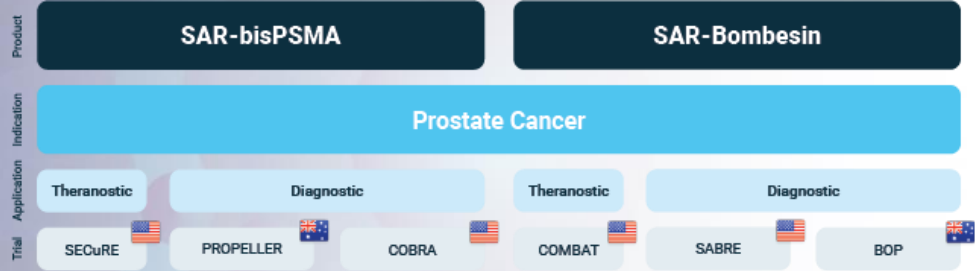 Product
SAR-bisPSMA
SAR-Bombesin
Indication
Prostate Cancer
Application
Theranostic
Diagnostic
Theranostic
Diagnostic
Trial
SECuRE
PROPELLER
COBRA
COMBAT
SABRE
BOP